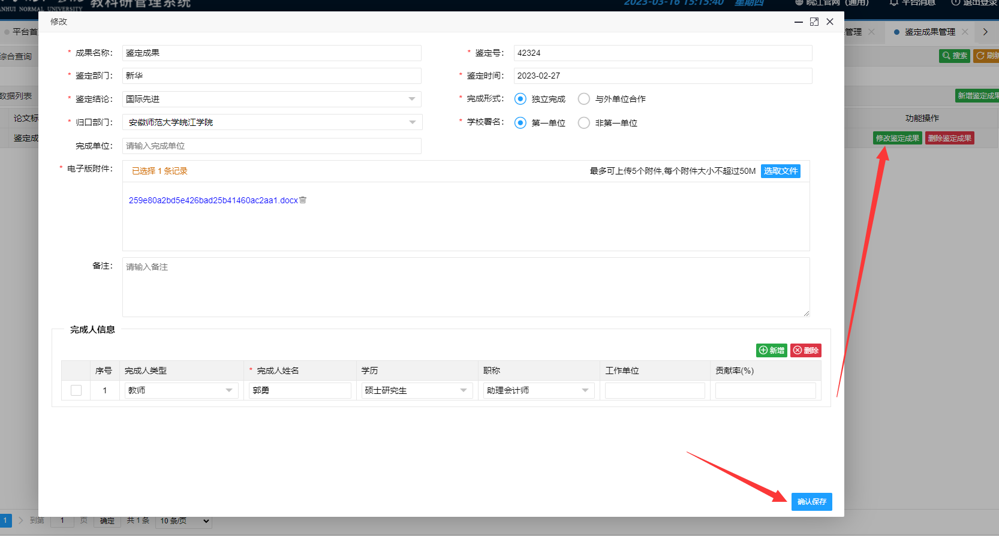 教科研管理系统
ANHUI NORMAL UNIVERSITY
2023-03-16 15:15:40 星期四
皖江官网（通用）
平台消息
退出登录
平台首
管理
鉴定成果管理
综合查询
搜索
刷新
数据列表
新增鉴定成果
论文标
功能操作
鉴定成
修改鉴定成果
删除鉴定成果
修改
* 成果名称： 鉴定成果
* 鉴定号： 42324
* 鉴定部门： 新华
* 鉴定时间： 2023-02-27
* 鉴定结论： 国际先进
* 完成形式： 独立完成 与外单位合作
* 归口部门： 安徽师范大学皖江学院
* 学校署名： 第一单位 非第一单位
完成单位： 请输入完成单位
* 电子版附件： 已选择 1 条记录 最多可上传5个附件,每个附件大小不超过50M 选取文件
259e80a2bd5e426bad25b41460ac2aa1.docx
备注： 请输入备注
完成人信息
新增 删除
序号 完成人类型 * 完成人姓名 学历 职称 工作单位 贡献率(%)
1 教师 郭勇 硕士研究生 助理会计师
确认保存
1 到第 1 页 确定 共 1 条 10 条/页